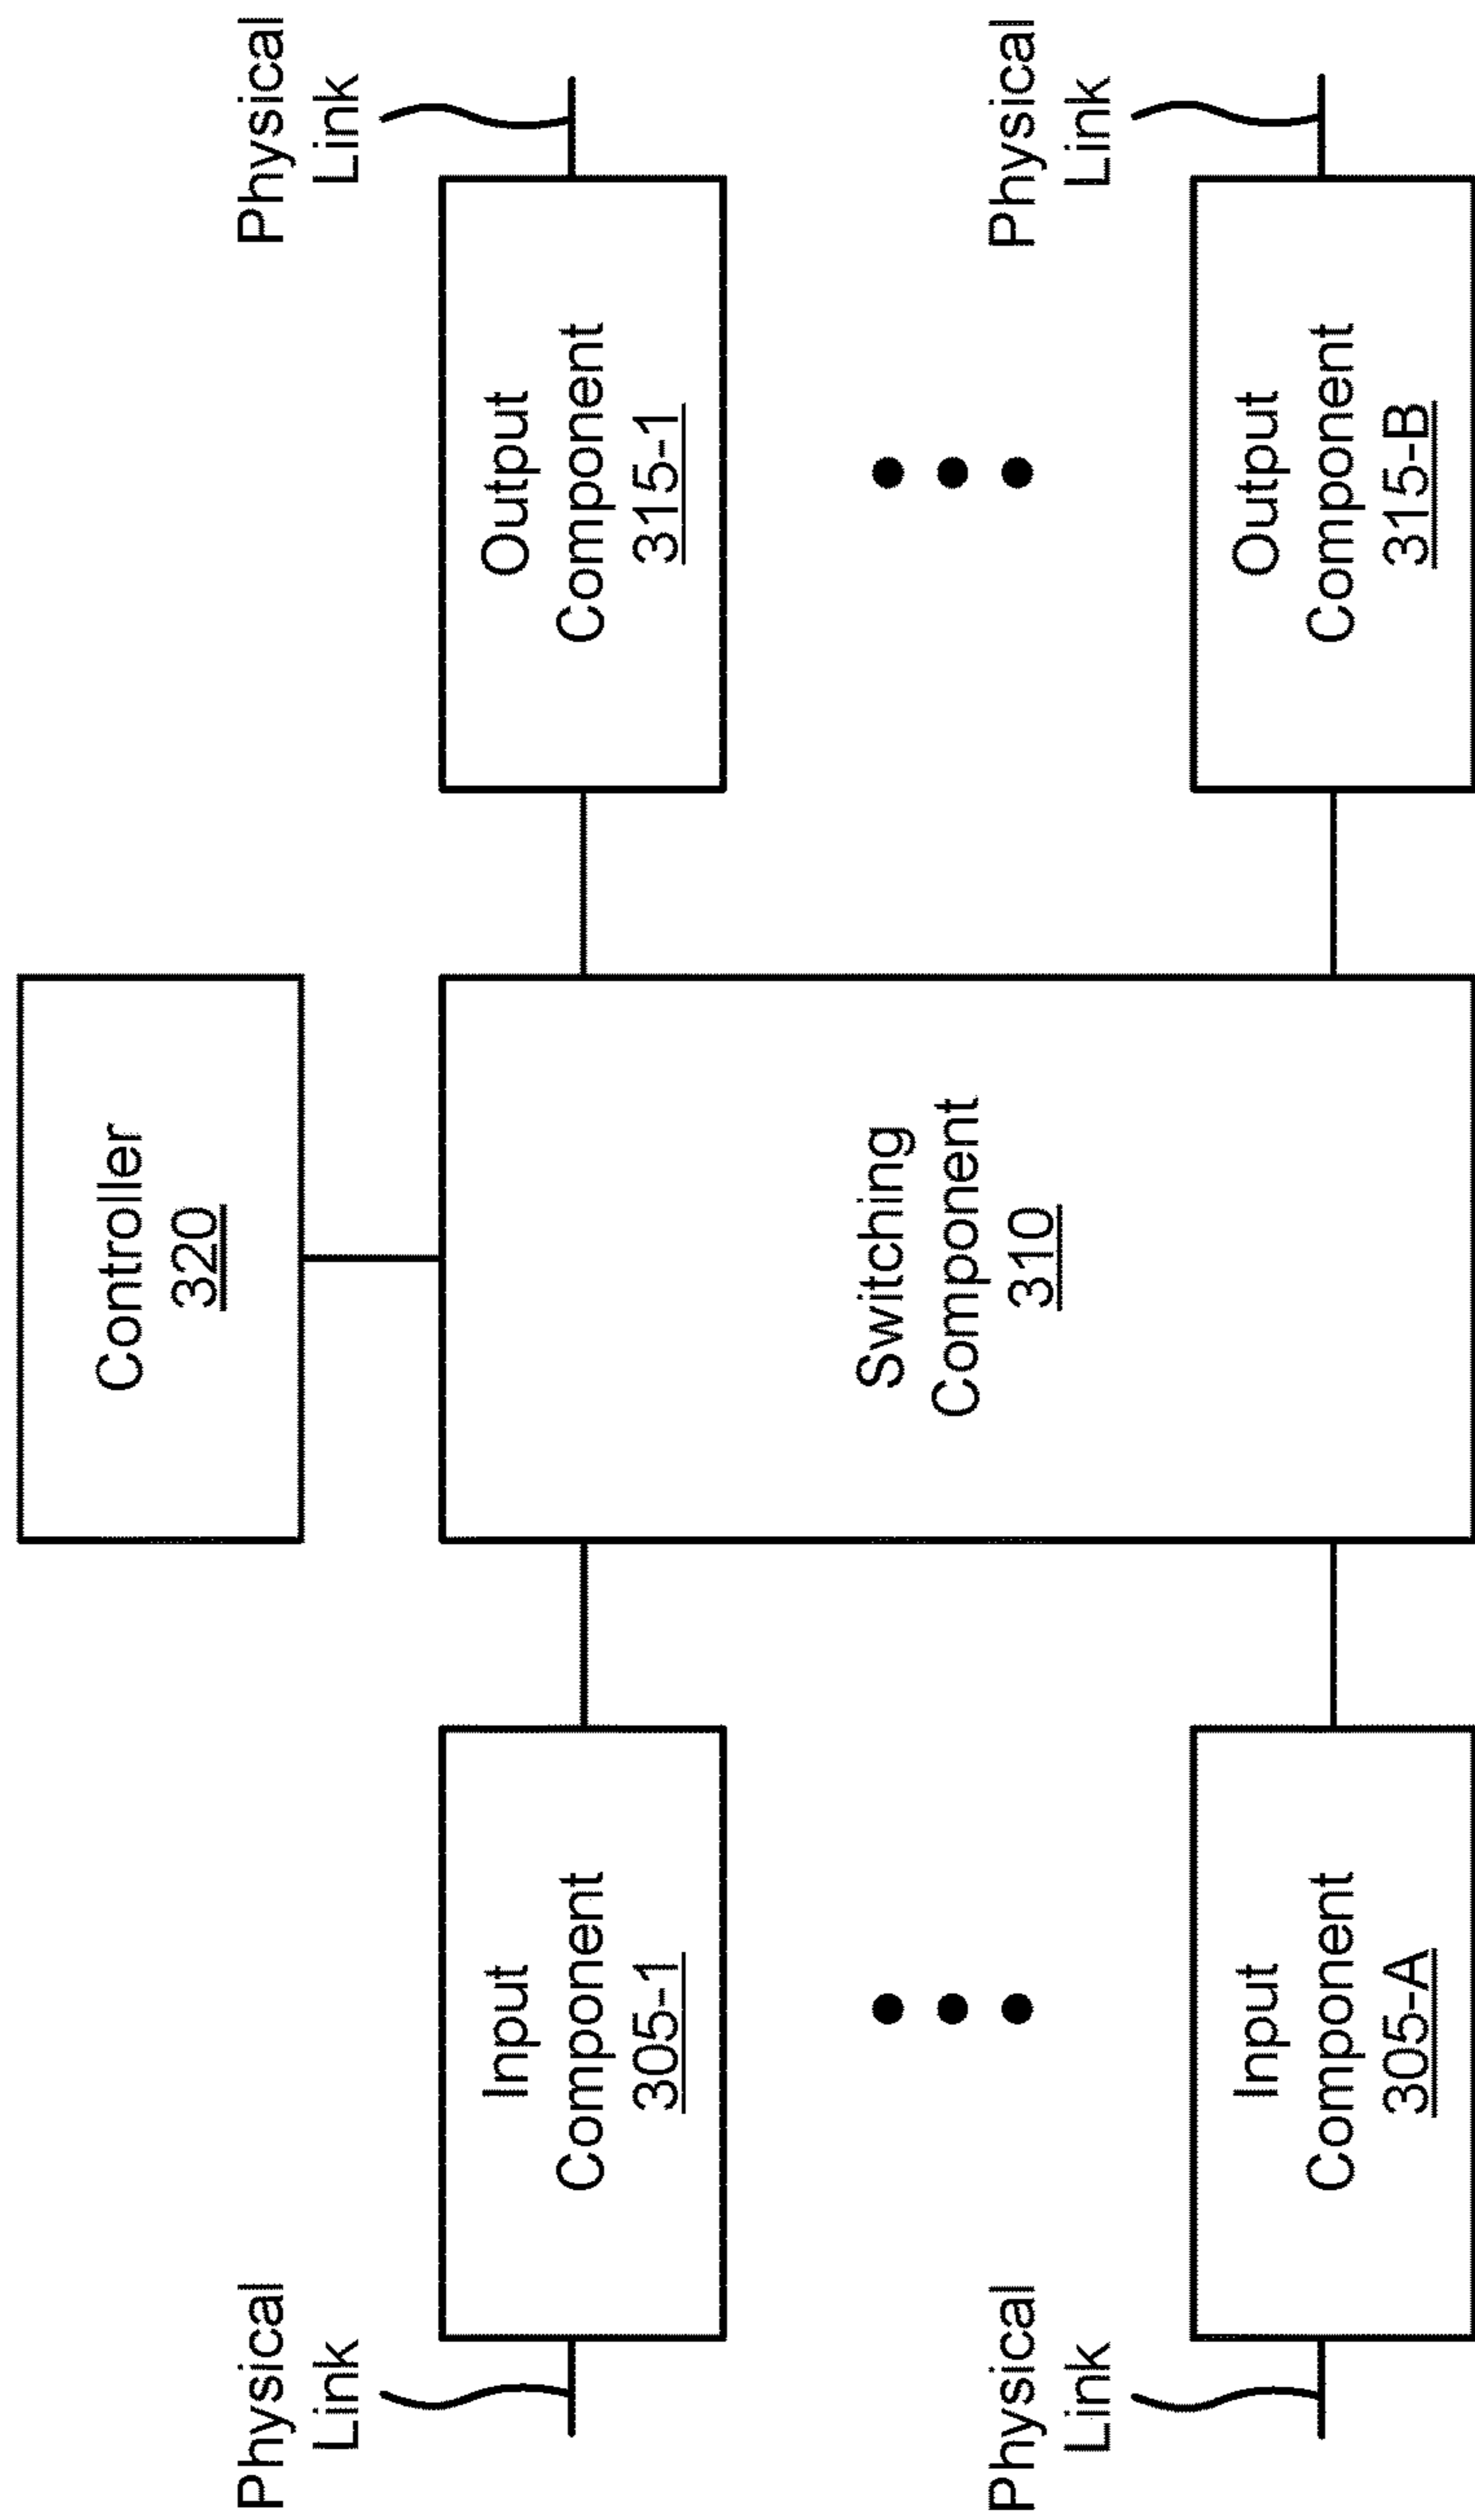 Controller
320
Physical
Link
Input
Component
305-1
Switching
Component
310
Output
Component
315-1
Physical
Link
Physical
Link
Input
Component
305-A
Output
Component
315-B
Physical
Link